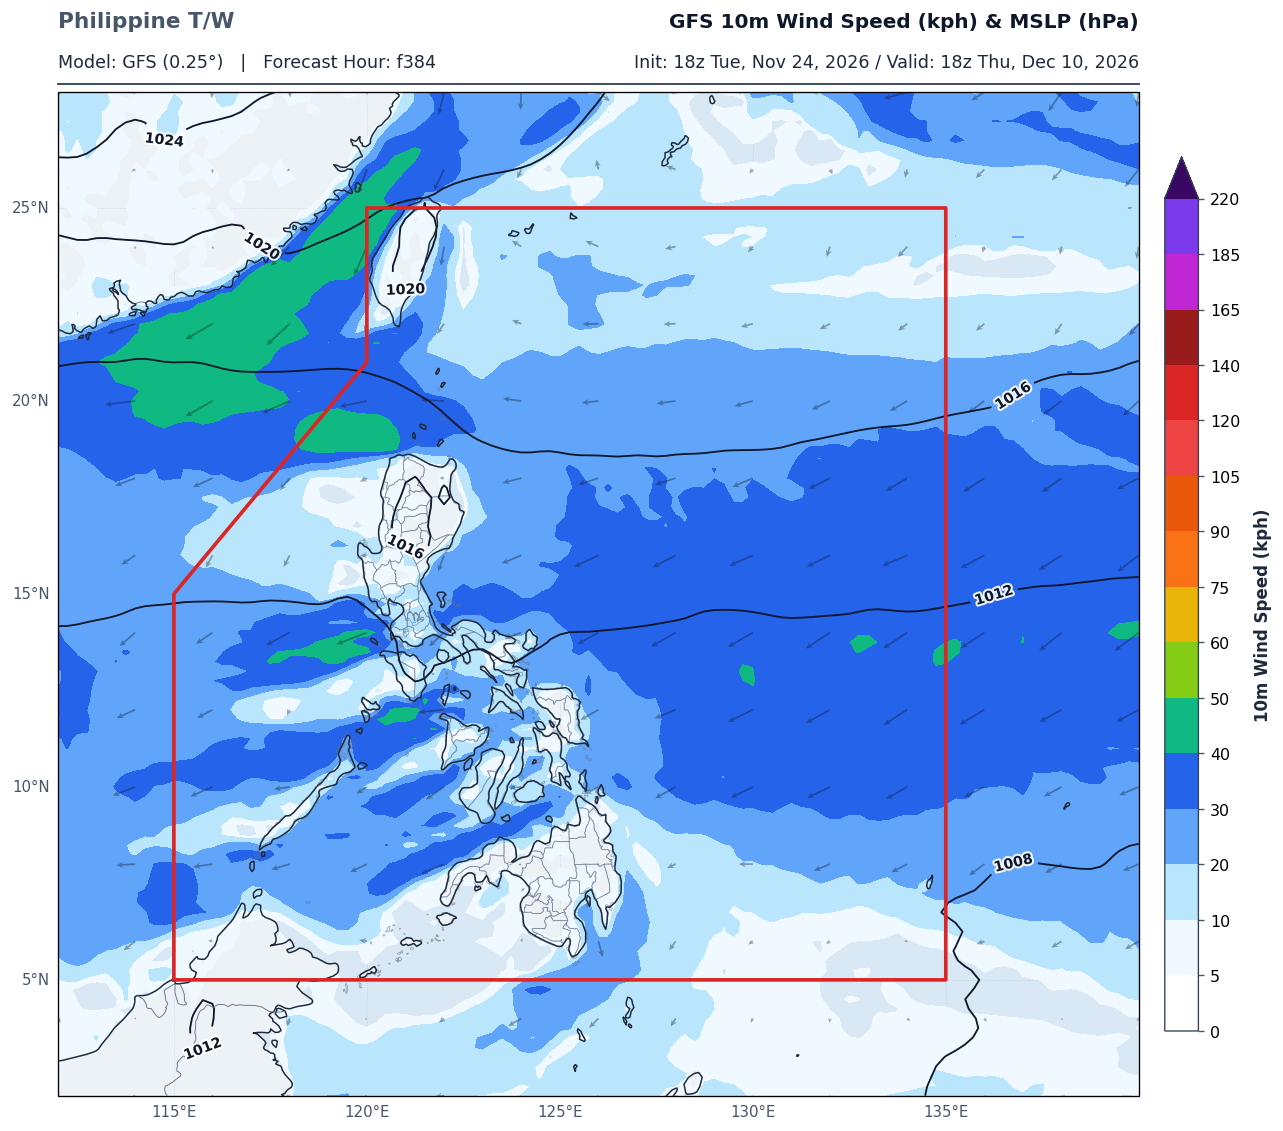 Philippine T/W
GFS 10m Wind Speed (kph) & MSLP (hPa)
Model: GFS (0.25°) | Forecast Hour: f384
Init: 18z Tue, Nov 24, 2026 / Valid: 18z Thu, Dec 10, 2026
1024
1020
1020
1016
1016
1012
1008
1012
25°N
20°N
15°N
10°N
5°N
115°E
120°E
125°E
130°E
135°E
220
185
165
140
120
105
90
75
60
50
40
30
20
10
5
0
10m Wind Speed (kph)